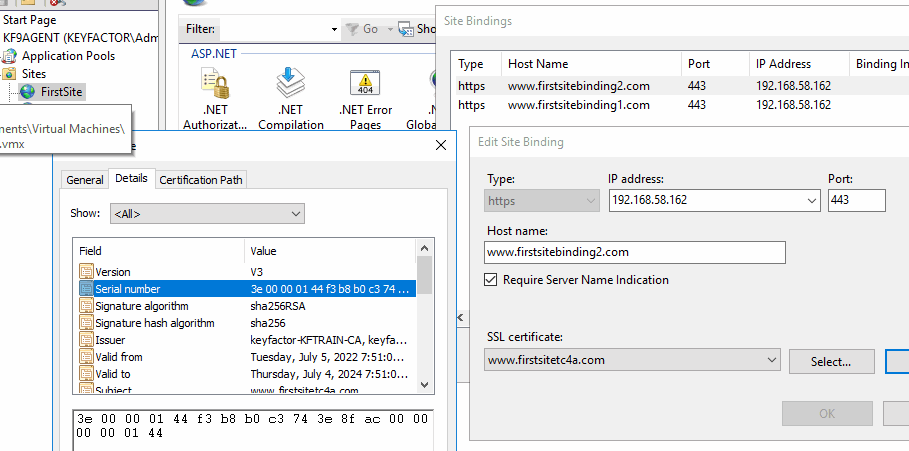 Start Page
KF9AGENT (KEYFACTOR\Adm
Application Pools
Sites
FirstSite
ments\Virtual Machines\
.vmx
Filter:
Go
Sho
ASP.NET
.NET Authorizat...
.NET Compilation
404
.NET Error Pages
.NET Globa
Site Bindings
Type Host Name Port IP Address Binding In
https www.firstsitebinding2.com 443 192.168.58.162
https www.firstsitebinding1.com 443 192.168.58.162
Edit Site Binding
Type: IP address: Port:
https 192.168.58.162 443
Host name:
www.firstsitebinding2.com
Require Server Name Indication
SSL certificate:
www.firstsitetc4a.com Select...
OK
General Details Certification Path
Show: <All>
Field Value
Version V3
Serial number 3e 00 00 01 44 f3 b8 b0 c3 74 ...
Signature algorithm sha256RSA
Signature hash algorithm sha256
Issuer keyfactor-KFTRAIN-CA, keyfa...
Valid from Tuesday, July 5, 2022 7:51:0...
Valid to Thursday, July 4, 2024 7:51:0...
Subject www.firstsitetc4a.com
3e 00 00 01 44 f3 b8 b0 c3 74 3e 8f ac 00 00
00 00 01 44